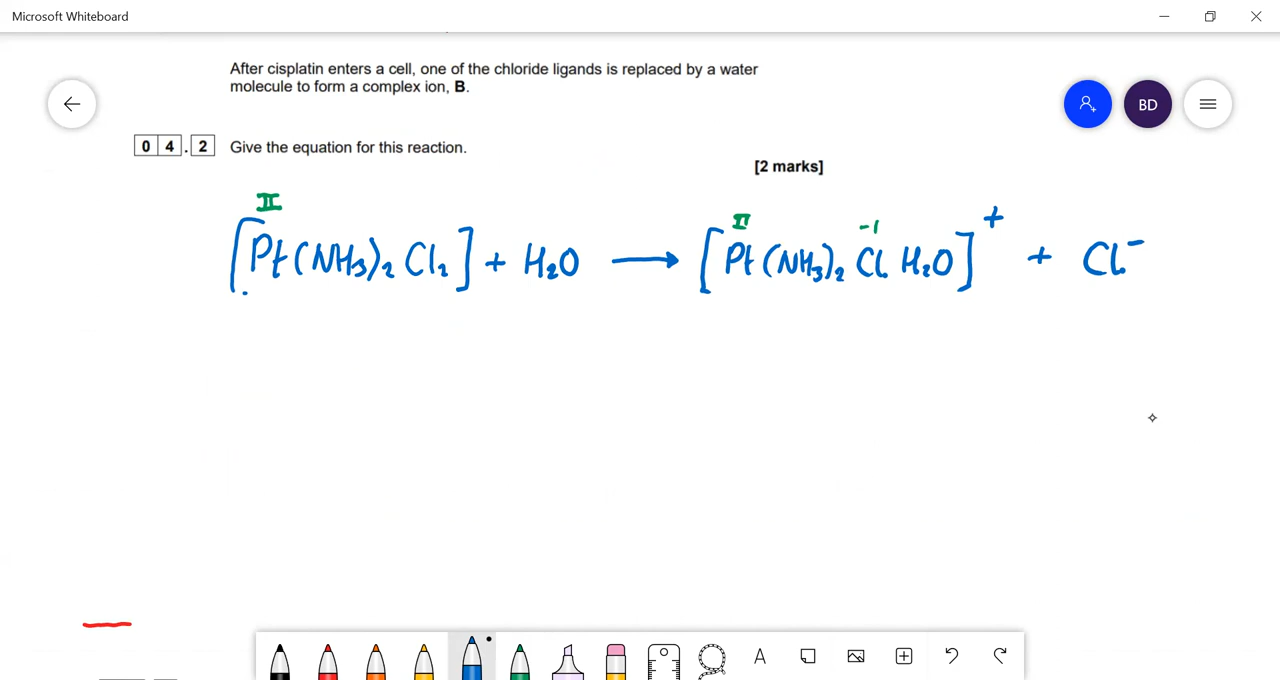 Microsoft Whiteboard
After cisplatin enters a cell, one of the chloride ligands is replaced by a water
molecule to form a complex ion, B.
BD
0 4 . 2 Give the equation for this reaction.
[2 marks]
II II -1
[Pt(NH₃)₂Cl₂] + H₂O ⟶ [Pt(NH₃)₂Cl H₂O]⁺ + Cl⁻
A